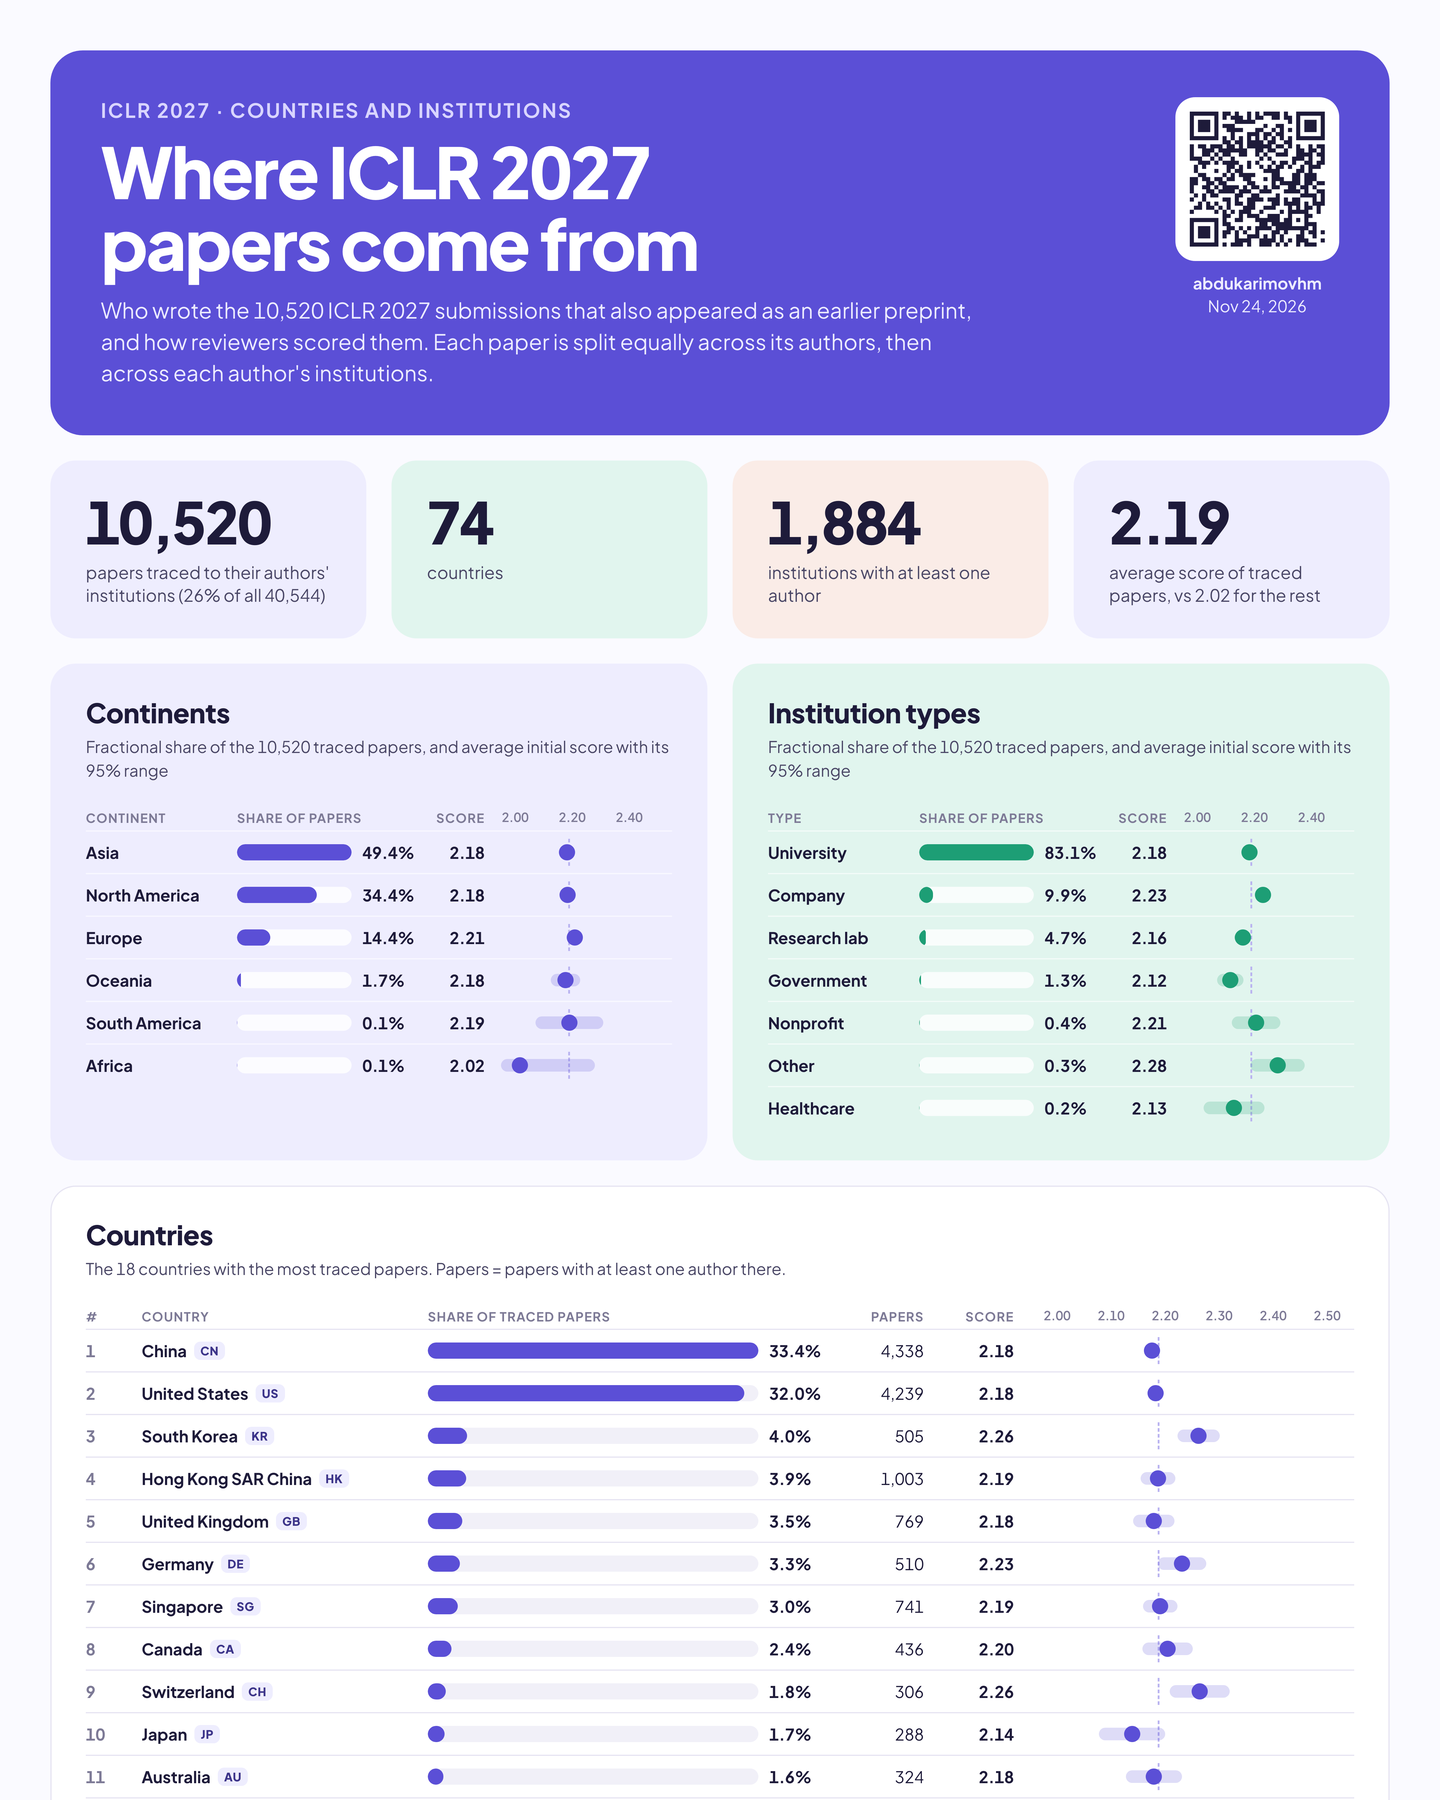 ICLR 2027 · COUNTRIES AND INSTITUTIONS
Where ICLR 2027
papers come from
Who wrote the 10,520 ICLR 2027 submissions that also appeared as an earlier preprint,
and how reviewers scored them. Each paper is split equally across its authors, then
across each author's institutions.
abdukarimovhm
Nov 24, 2026
10,520
papers traced to their authors'
institutions (26% of all 40,544)
74
countries
1,884
institutions with at least one
author
2.19
average score of traced
papers, vs 2.02 for the rest
Continents
Fractional share of the 10,520 traced papers, and average initial score with its
95% range
CONTINENT SHARE OF PAPERS SCORE 2.00 2.20 2.40
Asia 49.4% 2.18
North America 34.4% 2.18
Europe 14.4% 2.21
Oceania 1.7% 2.18
South America 0.1% 2.19
Africa 0.1% 2.02
Institution types
Fractional share of the 10,520 traced papers, and average initial score with its
95% range
TYPE SHARE OF PAPERS SCORE 2.00 2.20 2.40
University 83.1% 2.18
Company 9.9% 2.23
Research lab 4.7% 2.16
Government 1.3% 2.12
Nonprofit 0.4% 2.21
Other 0.3% 2.28
Healthcare 0.2% 2.13
Countries
The 18 countries with the most traced papers. Papers = papers with at least one author there.
# COUNTRY SHARE OF TRACED PAPERS PAPERS SCORE 2.00 2.10 2.20 2.30 2.40 2.50
1 China CN 33.4% 4,338 2.18
2 United States US 32.0% 4,239 2.18
3 South Korea KR 4.0% 505 2.26
4 Hong Kong SAR China HK 3.9% 1,003 2.19
5 United Kingdom GB 3.5% 769 2.18
6 Germany DE 3.3% 510 2.23
7 Singapore SG 3.0% 741 2.19
8 Canada CA 2.4% 436 2.20
9 Switzerland CH 1.8% 306 2.26
10 Japan JP 1.7% 288 2.14
11 Australia AU 1.6% 324 2.18